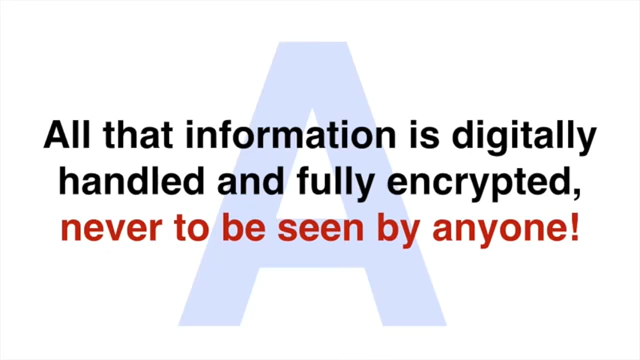 All that information is digitally
handled and fully encrypted,
never to be seen by anyone!
A